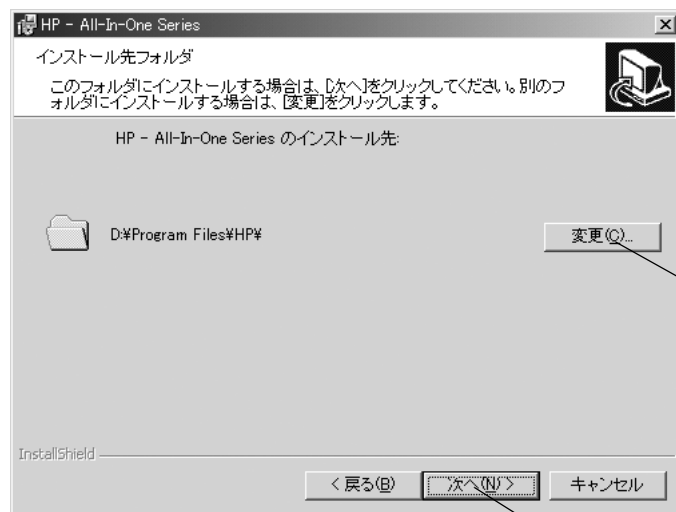 HP - All-In-One Series
インストール先フォルダ
このフォルダにインストールする場合は、[次へ]をクリックしてください。別のフ
ォルダにインストールする場合は、[変更]をクリックします。
HP - All-In-One Series のインストール先:
D:¥Program Files¥HP¥
変更(C)...
InstallShield
< 戻る(B)
次へ(N) >
キャンセル